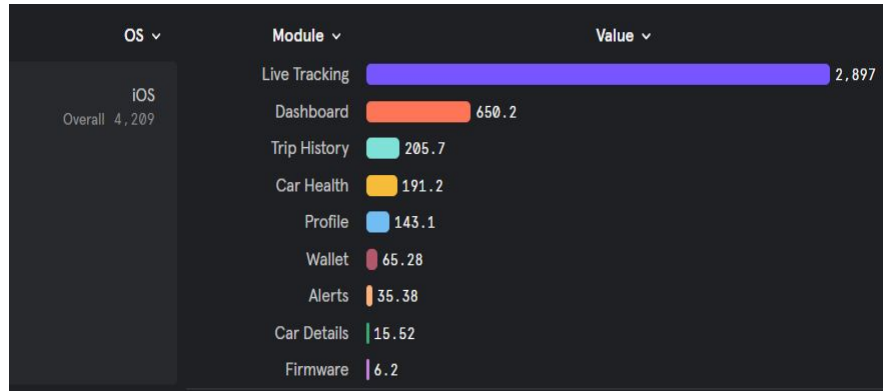 OS Module Value
iOS
Overall 4,209
Live Tracking 2,897
Dashboard 650.2
Trip History 205.7
Car Health 191.2
Profile 143.1
Wallet 65.28
Alerts 35.38
Car Details 15.52
Firmware 6.2